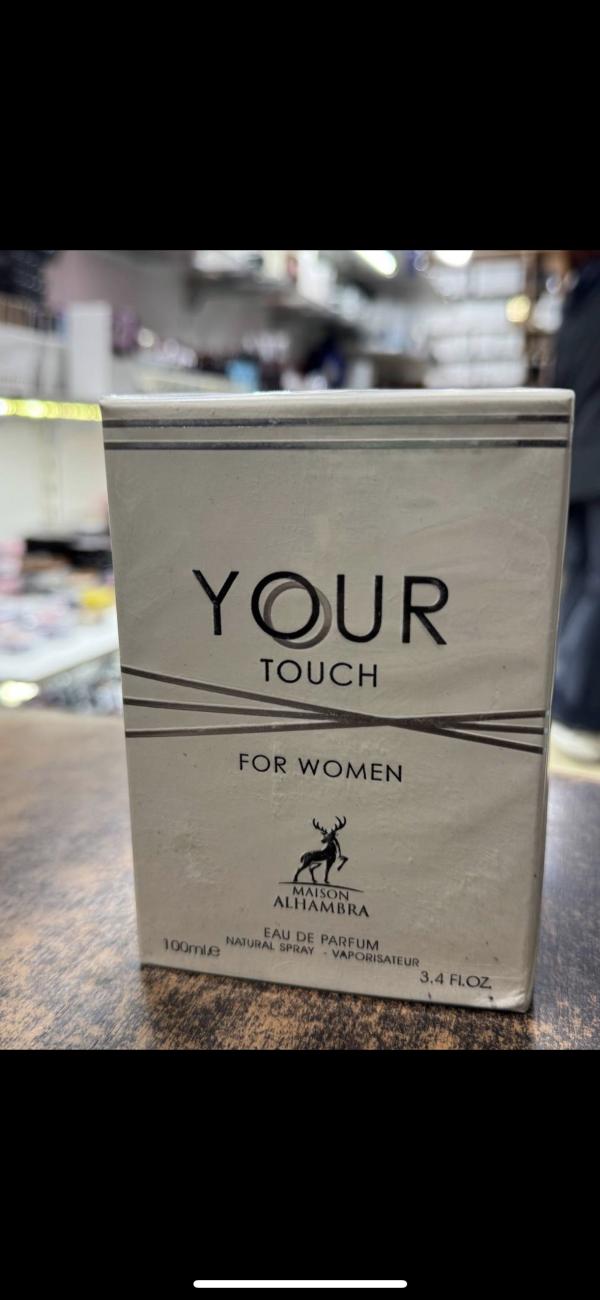 YOUR
TOUCH
FOR WOMEN
MAISON
ALHAMBRA
EAU DE PARFUM
NATURAL SPRAY - VAPORISATEUR
100ml℮
3.4 Fl.OZ